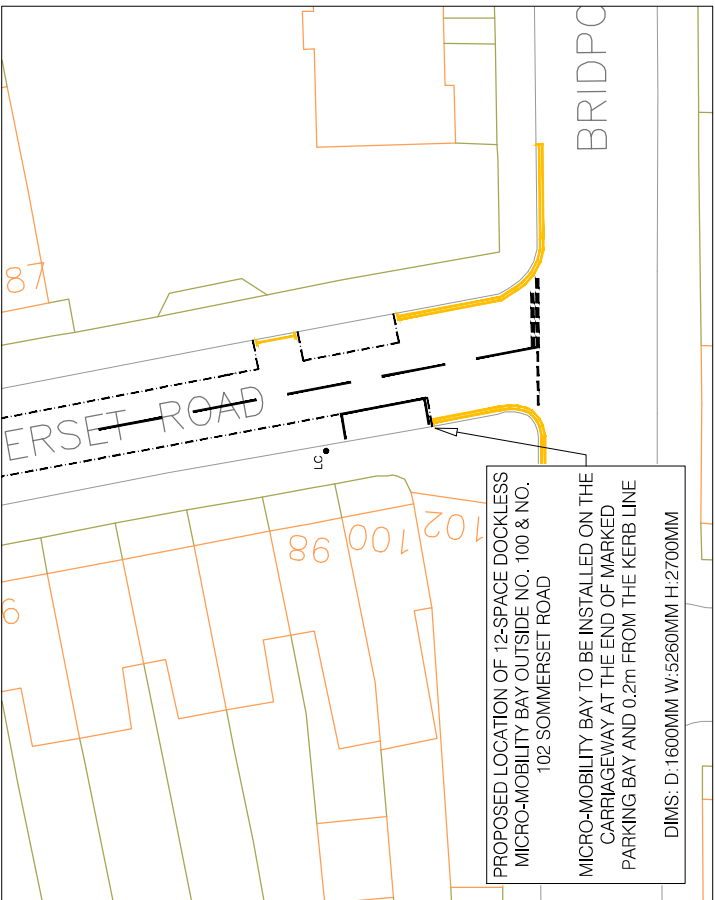 BRIDPO
87
ERSET ROAD
LC
98
100
102
9
PROPOSED LOCATION OF 12-SPACE DOCKLESS
MICRO-MOBILITY BAY OUTSIDE NO. 100 & NO.
102 SOMMERSET ROAD
MICRO-MOBILITY BAY TO BE INSTALLED ON THE
CARRIAGEWAY AT THE END OF MARKED
PARKING BAY AND 0.2m FROM THE KERB LINE
DIMS: D:1600MM W:5260MM H:2700MM